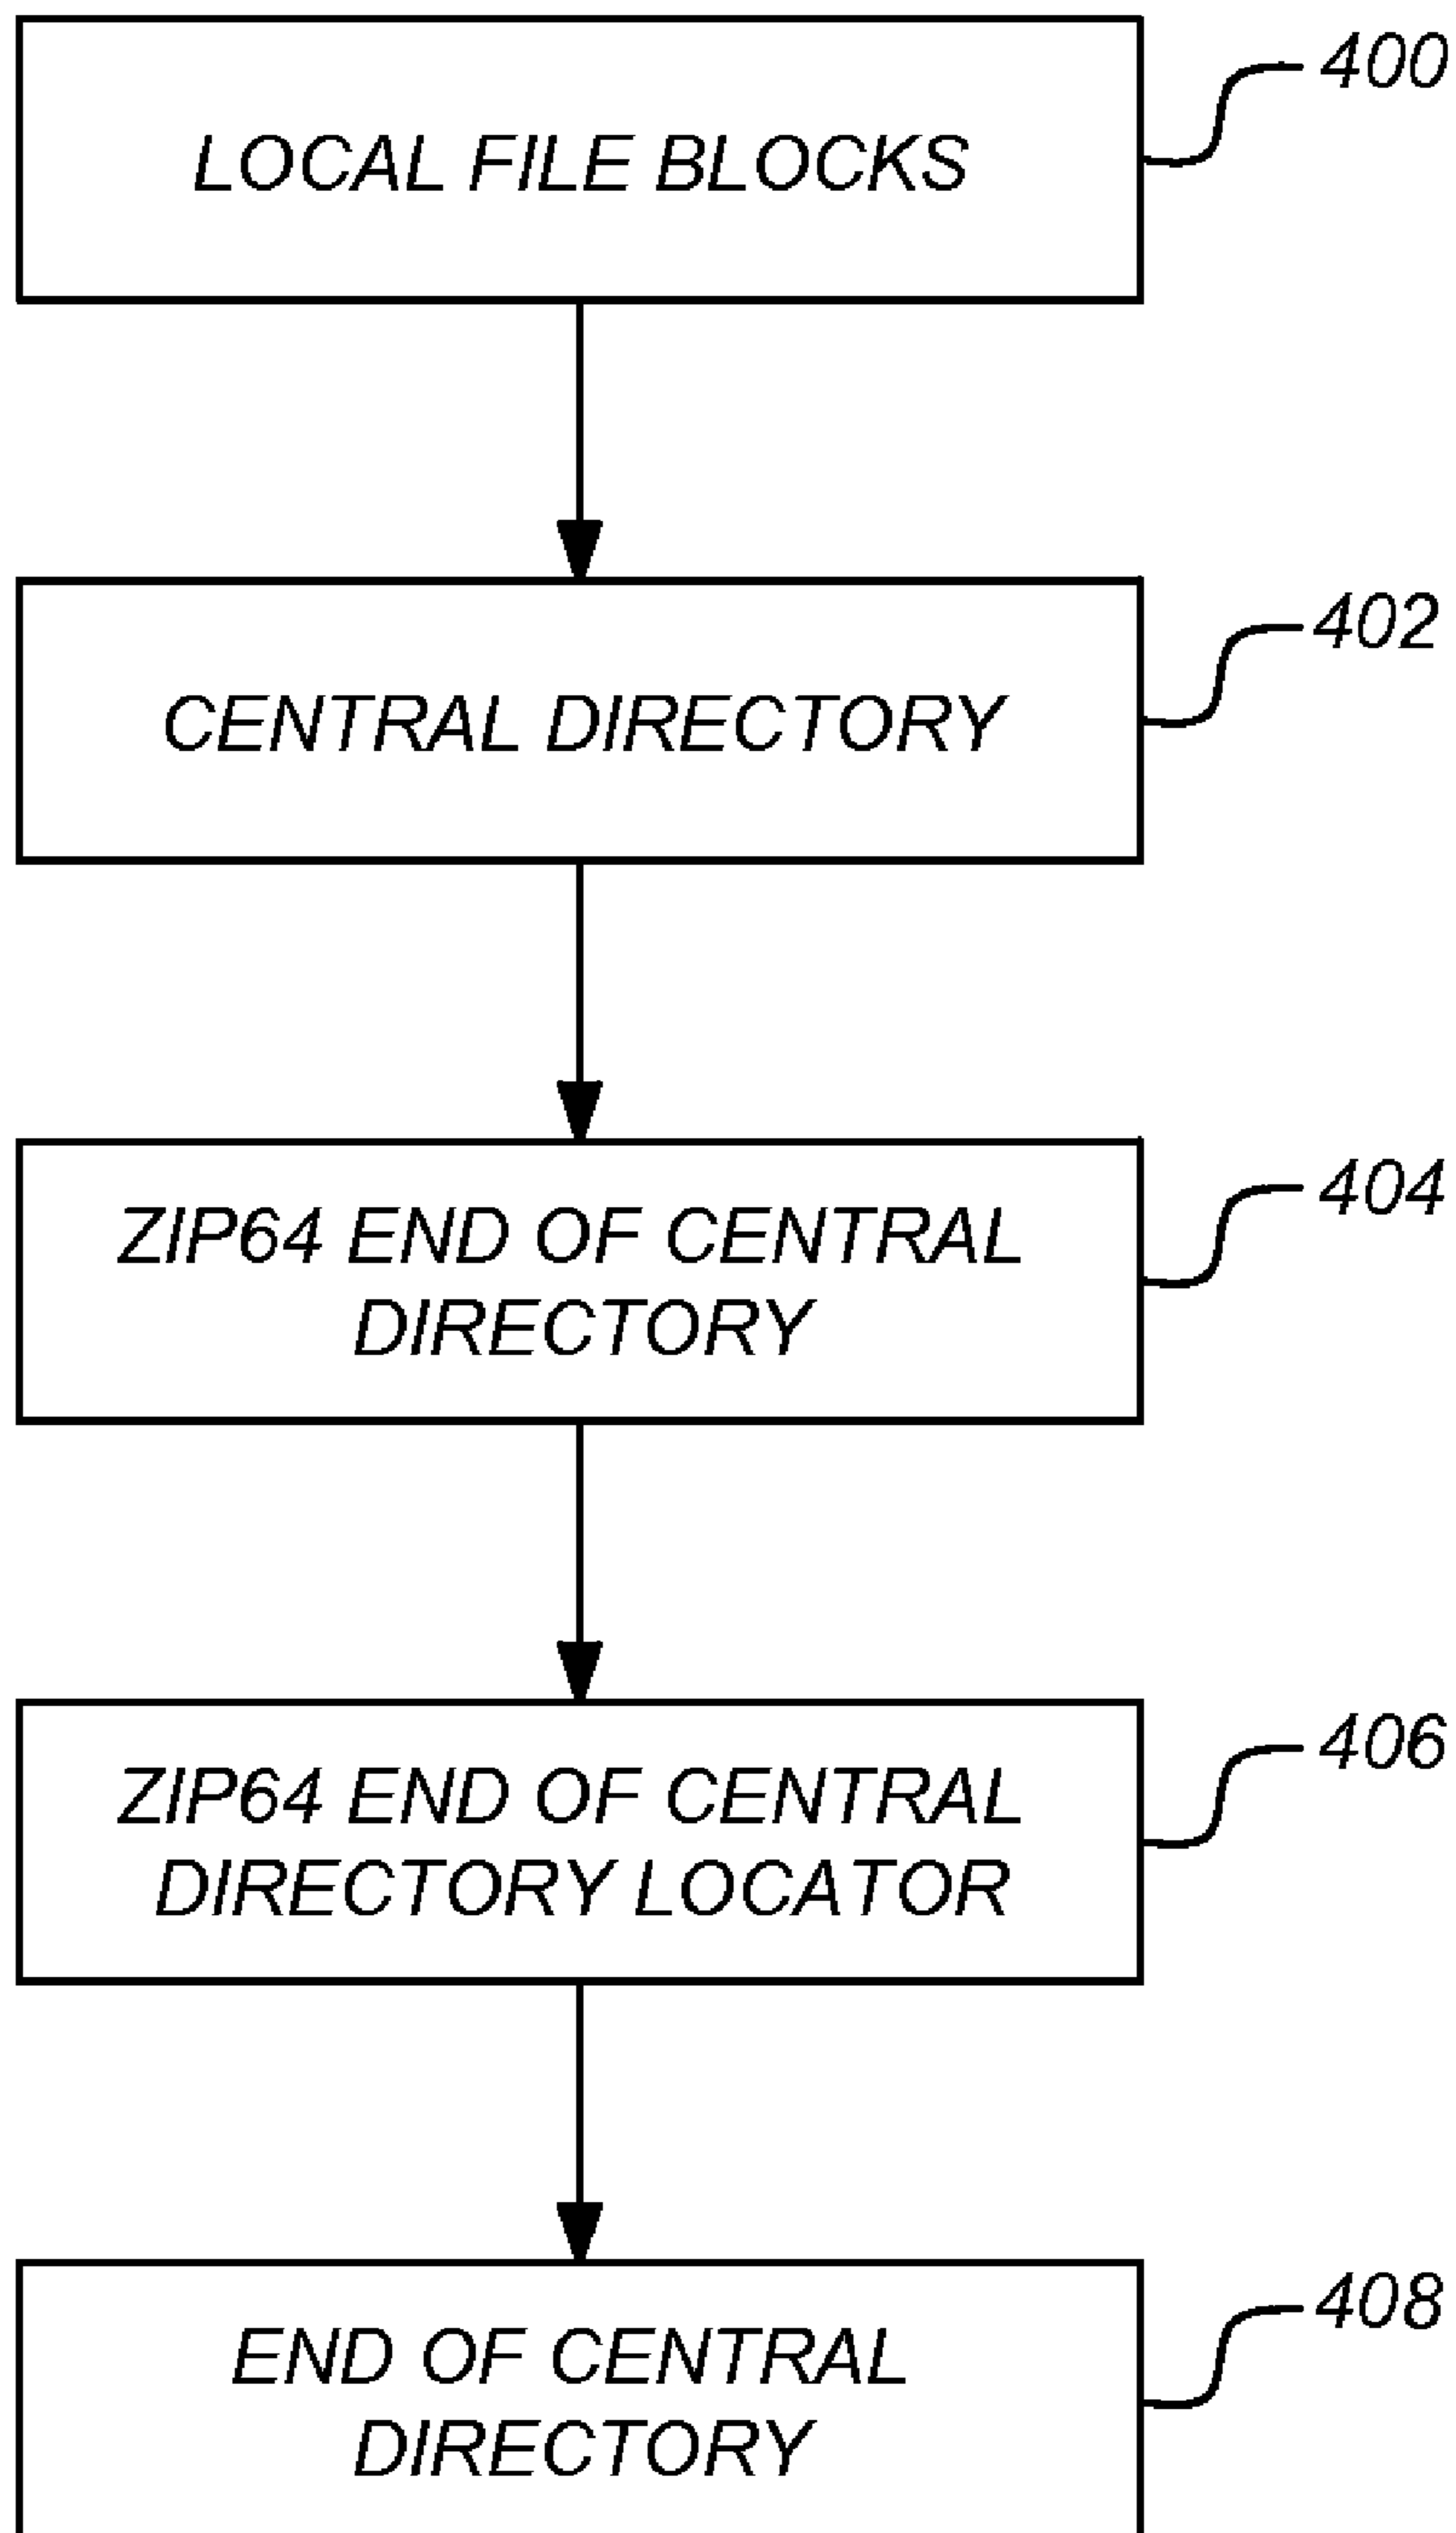 400
LOCAL FILE BLOCKS
402
CENTRAL DIRECTORY
404
ZIP64 END OF CENTRAL
DIRECTORY
406
ZIP64 END OF CENTRAL
DIRECTORY LOCATOR
408
END OF CENTRAL
DIRECTORY